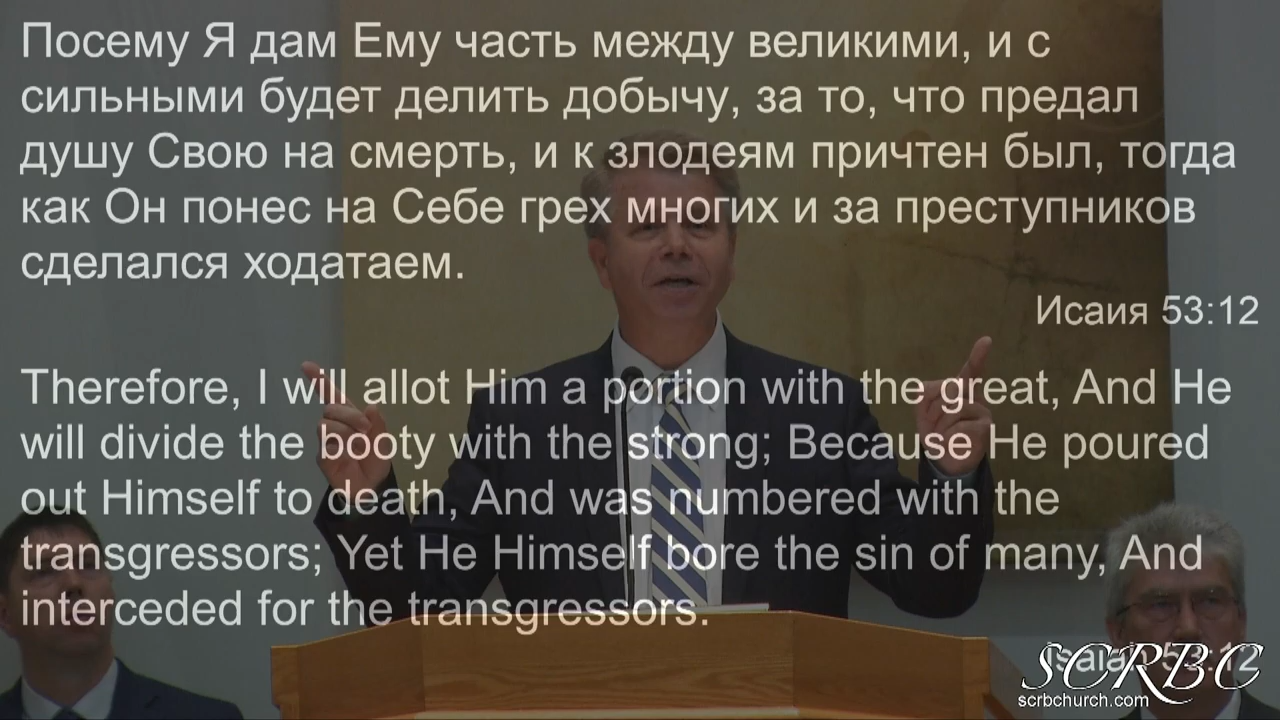 Посему Я дам Ему часть между великими, и с
сильными будет делить добычу, за то, что предал
душу Свою на смерть, и к злодеям причтен был, тогда
как Он понес на Себе грех многих и за преступников
сделался ходатаем.
Исаия 53:12
Therefore, I will allot Him a portion with the great, And He
will divide the booty with the strong; Because He poured
out Himself to death, And was numbered with the
transgressors; Yet He Himself bore the sin of many, And
interceded for the transgressors.
Isaiah 53:12
SCRBC
scrbchurch.com